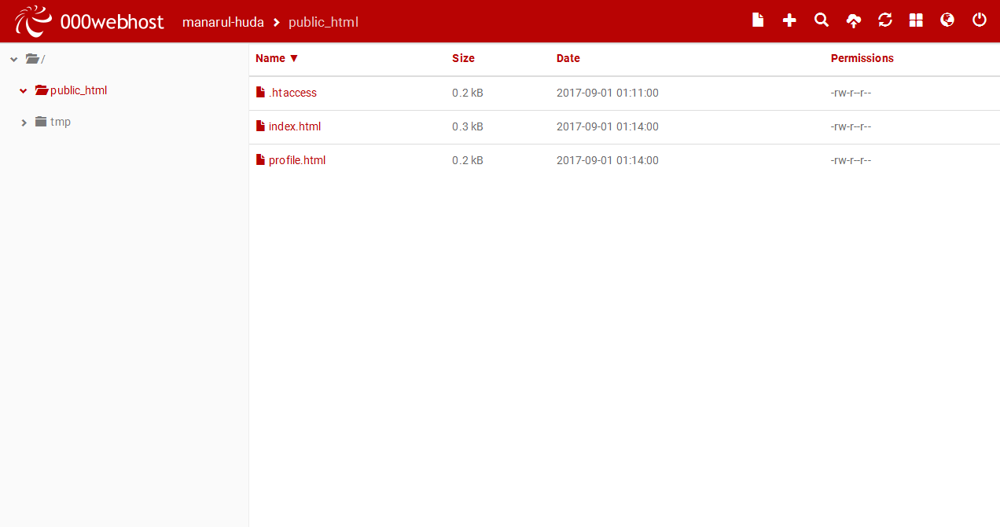 000webhost manarul-huda public_html
/
public_html
tmp
Name ▼ Size Date Permissions
.htaccess 0.2 kB 2017-09-01 01:11:00 -rw-r--r--
index.html 0.3 kB 2017-09-01 01:14:00 -rw-r--r--
profile.html 0.2 kB 2017-09-01 01:14:00 -rw-r--r--